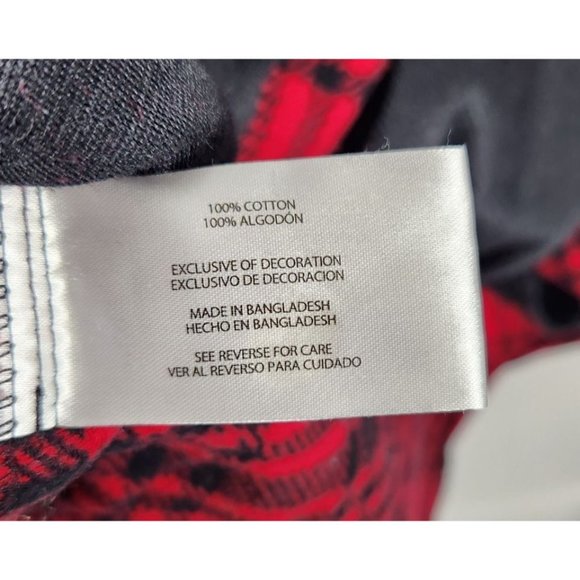 100% COTTON
100% ALGODÓN
EXCLUSIVE OF DECORATION
EXCLUSIVO DE DECORACION
MADE IN BANGLADESH
HECHO EN BANGLADESH
SEE REVERSE FOR CARE
VER AL REVERSO PARA CUIDADO